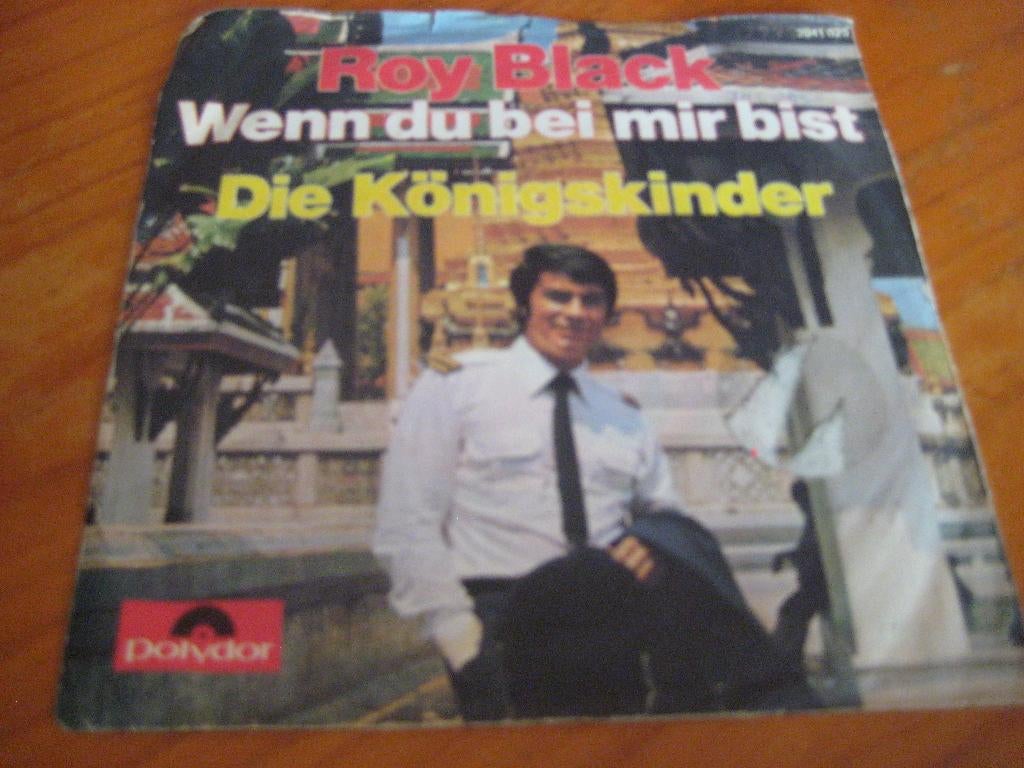 Roy Black
Wenn du bei mir bist
Die Königskinder
polydor